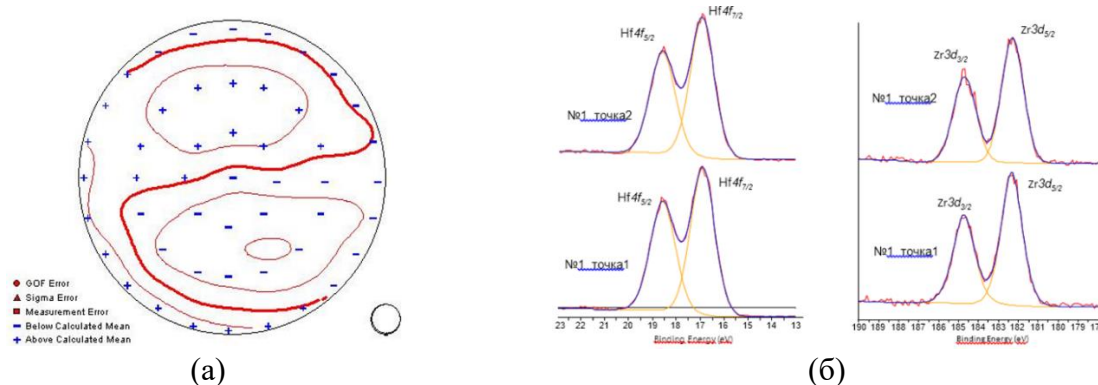 GOF Error
Sigma Error
Measurement Error
Below Calculated Mean
Above Calculated Mean
(а)
Hf4f5/2
Hf4f7/2
№1 точка2
Hf4f5/2
Hf4f7/2
№1 точка1
23 22 21 20 19 18 17 16 15 14 13
Binding Energy (eV)
Zr3d3/2
Zr3d5/2
№1 точка2
Zr3d3/2
Zr3d5/2
№1 точка1
190 189 188 187 186 185 184 183 182 181 180 179
Binding Energy (eV)
(б)